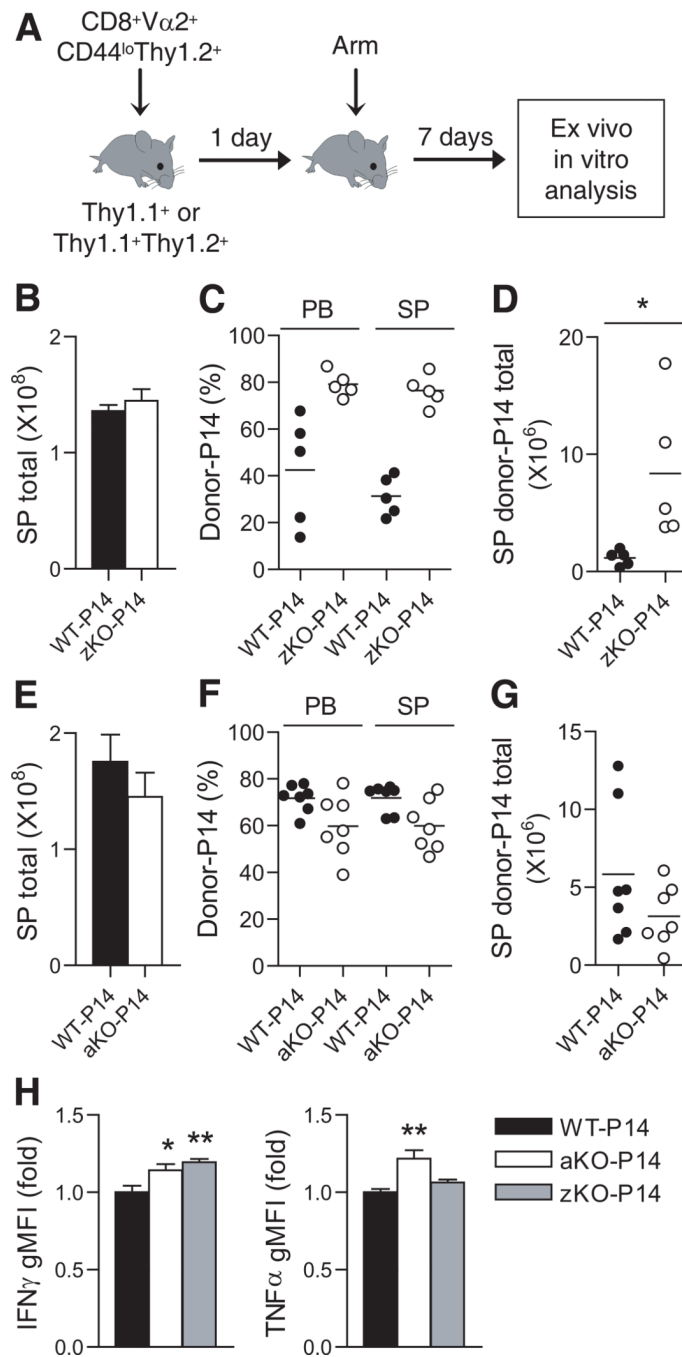 A
CD8⁺Vα2⁺
CD44ˡᵒThy1.2⁺
Arm
1 day
7 days
Ex vivo
in vitro
analysis
Thy1.1⁺ or
Thy1.1⁺Thy1.2⁺
B
SP total (X10⁸)
2
1
0
WT-P14
zKO-P14
C
PB
SP
Donor-P14 (%)
100
80
60
40
20
0
WT-P14
zKO-P14
WT-P14
zKO-P14
D
*
SP donor-P14 total
(X10⁶)
20
10
0
WT-P14
zKO-P14
E
SP total (X10⁸)
2
1
0
WT-P14
aKO-P14
F
PB
SP
Donor-P14 (%)
100
80
60
40
20
0
WT-P14
aKO-P14
WT-P14
aKO-P14
G
SP donor-P14 total
(X10⁶)
15
10
5
0
WT-P14
aKO-P14
H
IFNγ gMFI (fold)
1.5
1.0
0.5
0.0
*
**
TNFα gMFI (fold)
1.5
1.0
0.5
0.0
**
WT-P14
aKO-P14
zKO-P14